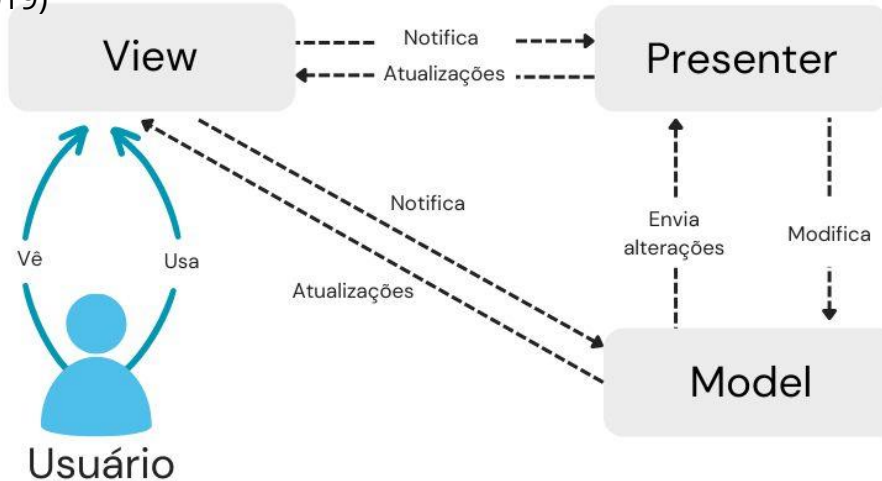 View
Notifica
Atualizações
Presenter
Notifica
Atualizações
Envia
alterações
Modifica
Vê
Usa
Model
Usuário